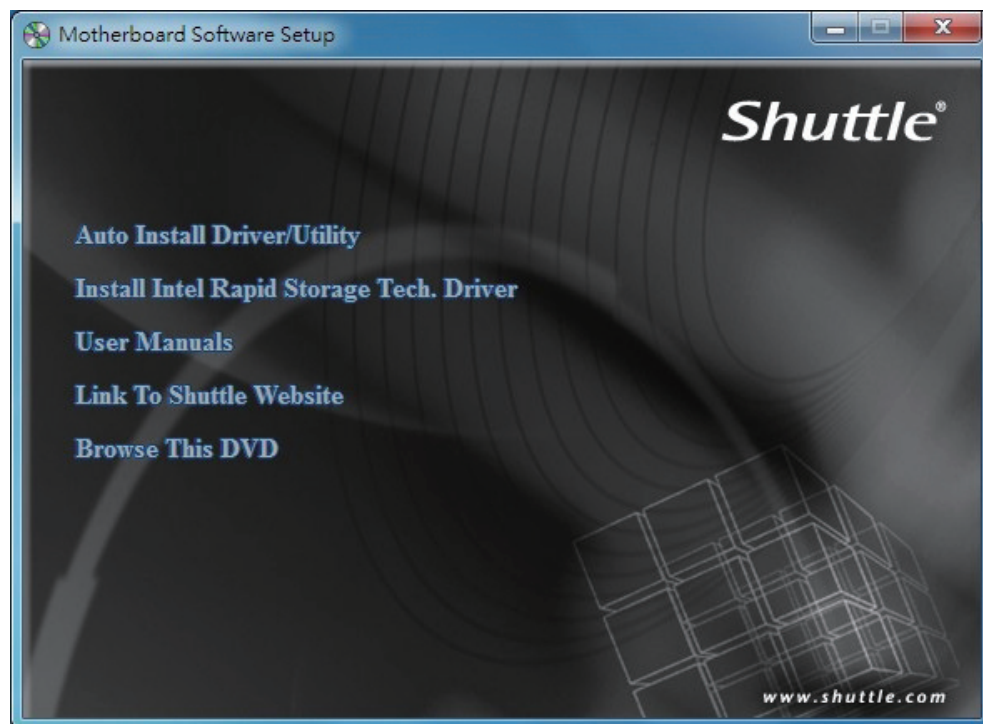 Motherboard Software Setup
Shuttle®
Auto Install Driver/Utility
Install Intel Rapid Storage Tech. Driver
User Manuals
Link To Shuttle Website
Browse This DVD
www.shuttle.com